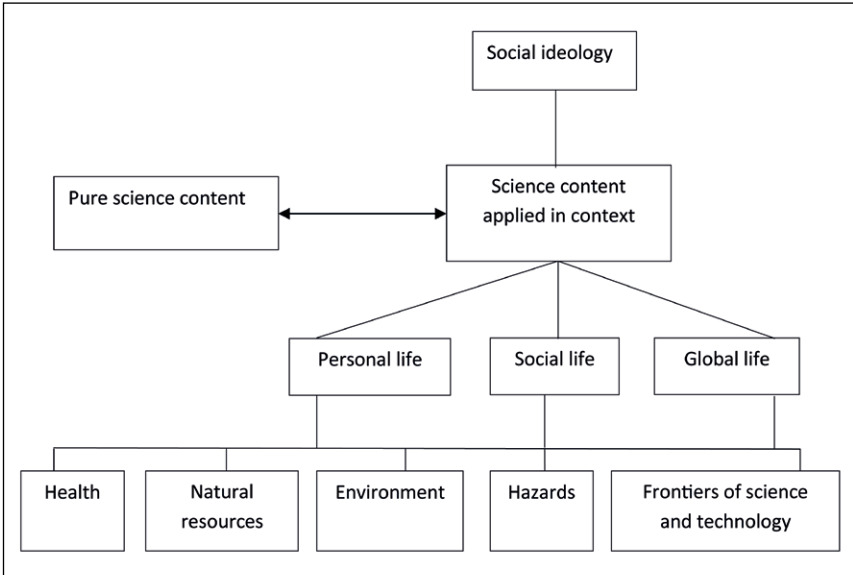 Social ideology
Pure science content
Science content
applied in context
Personal life
Social life
Global life
Health
Natural
resources
Environment
Hazards
Frontiers of science
and technology